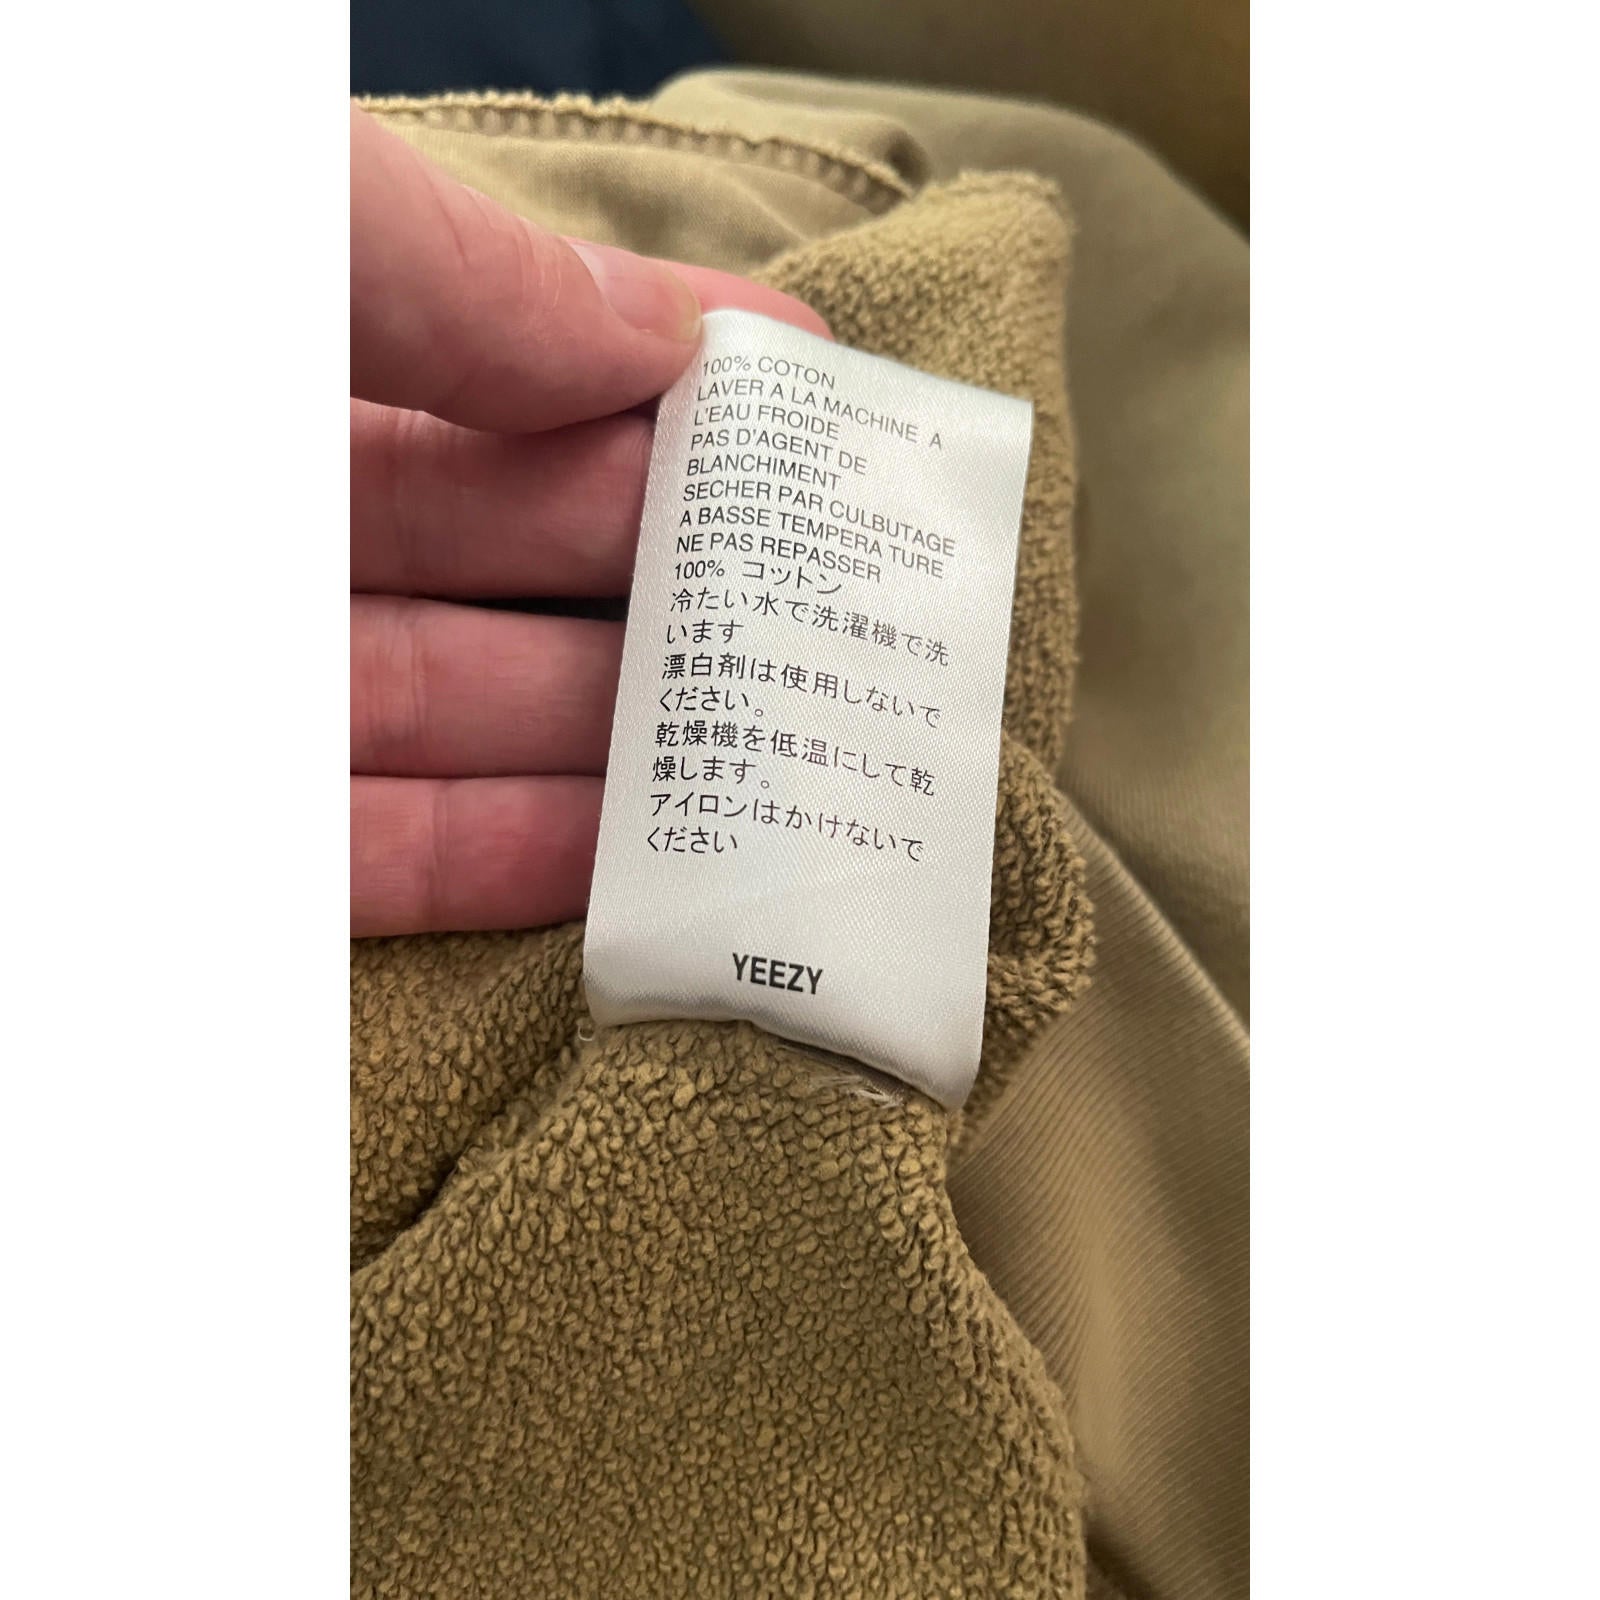 100% COTON
LAVER A LA MACHINE A
L'EAU FROIDE
PAS D'AGENT DE
BLANCHIMENT
SECHER PAR CULBUTAGE
A BASSE TEMPERA TURE
NE PAS REPASSER
100% コットン
冷たい水で洗濯機で洗
います
漂白剤は使用しないで
ください。
乾燥機を低温にして乾
燥します。
アイロンはかけないで
ください
YEEZY